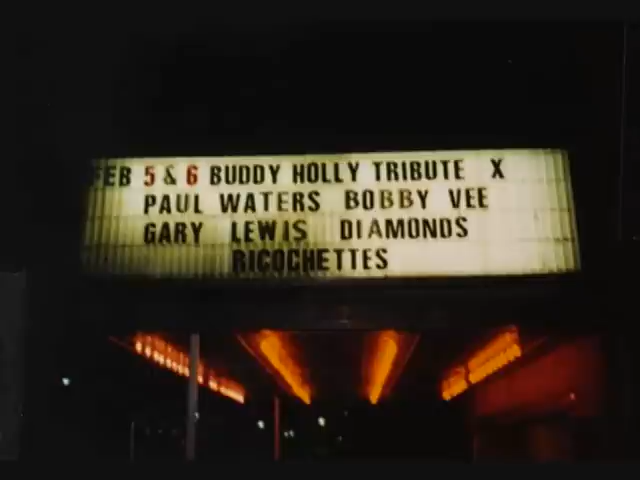 FEB 5 & 6 BUDDY HOLLY TRIBUTE X
PAUL WATERS BOBBY VEE
GARY LEWIS DIAMONDS
RICOCHETTES